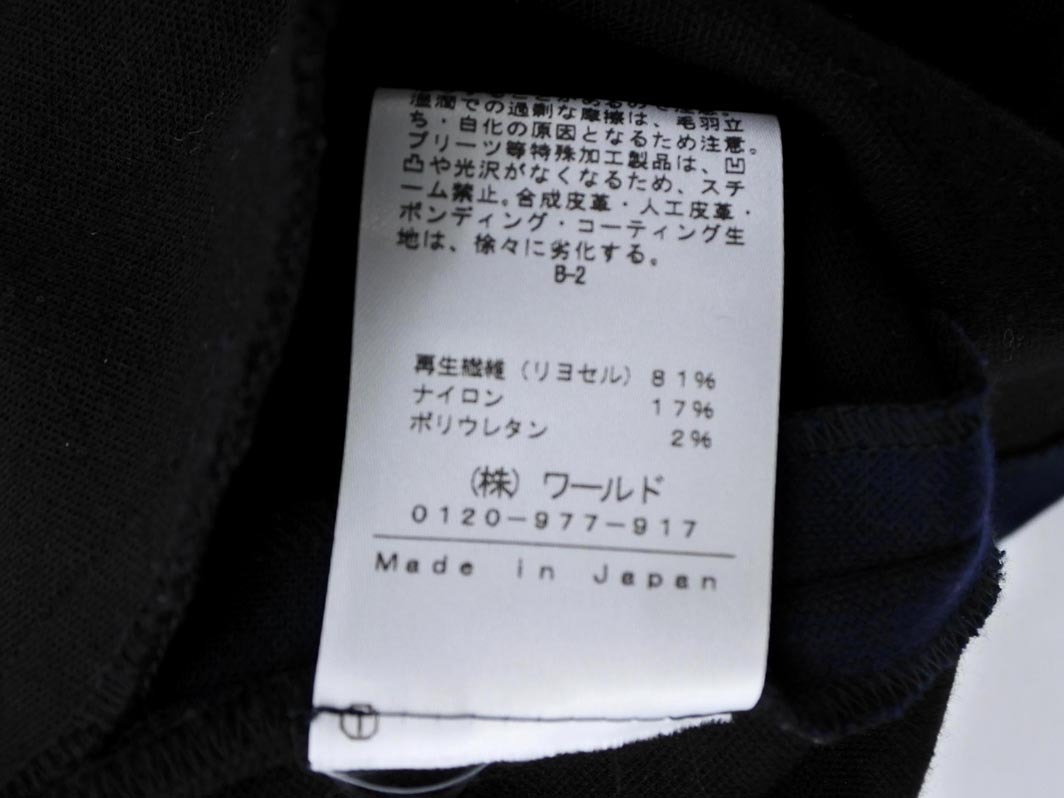 湿潤での過剰な摩擦は、毛羽立
ち・白化の原因となるため注意。
プリーツ等特殊加工製品は、凹
凸や光沢がなくなるため、スチ
ーム禁止。合成皮革・人工皮革・
ボンディング・コーティング生
地は、徐々に劣化する。
B-2
再生繊維（リヨセル） 81%
ナイロン 17%
ポリウレタン 2%
(株) ワールド
0120-977-917
Made in Japan
T